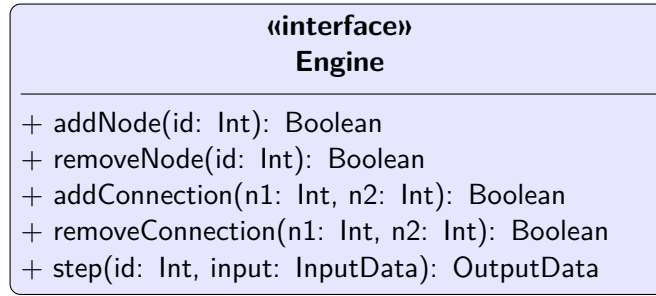 «interface»
Engine
+ addNode(id: Int): Boolean
+ removeNode(id: Int): Boolean
+ addConnection(n1: Int, n2: Int): Boolean
+ removeConnection(n1: Int, n2: Int): Boolean
+ step(id: Int, input: InputData): OutputData